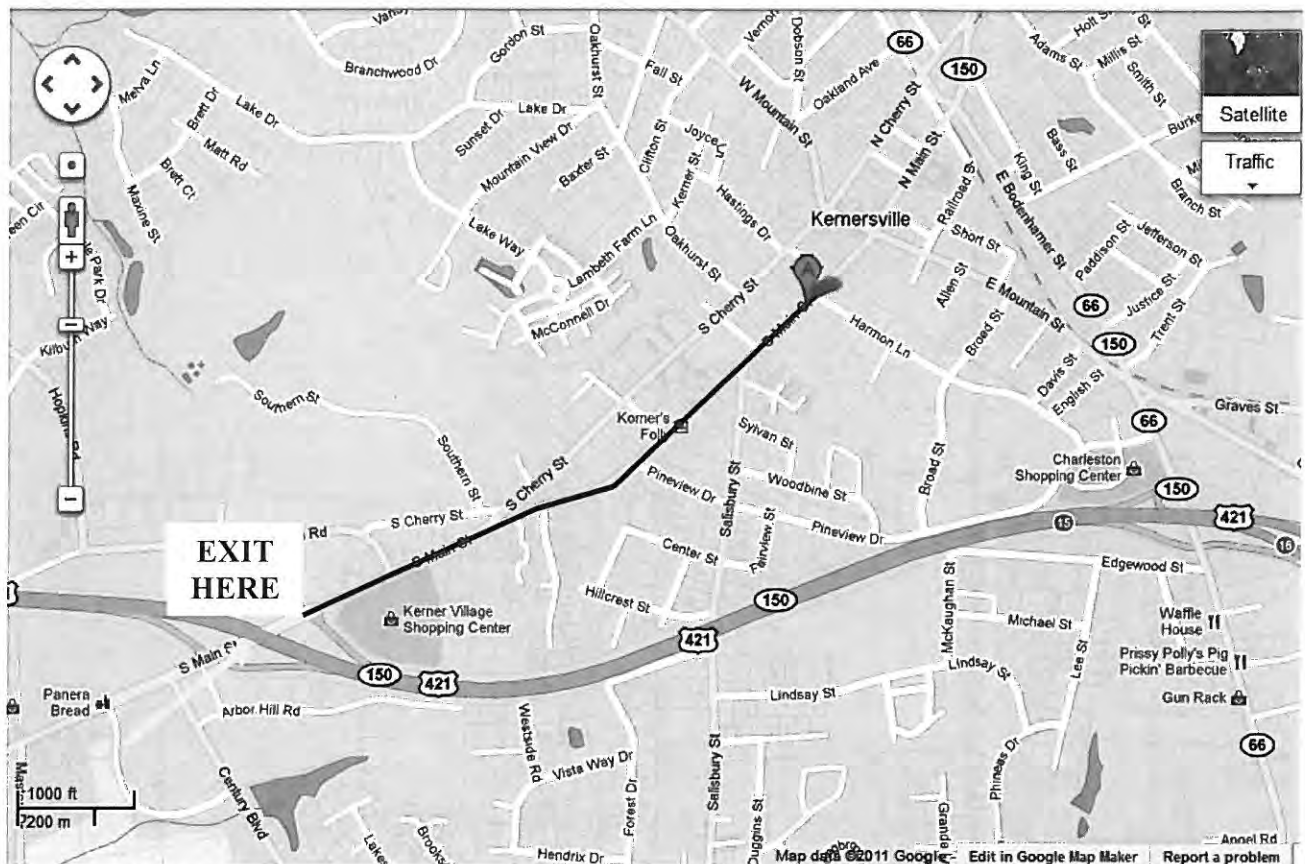 Gordon St
Oakhurst St
Dobson St
66
Holt St
Branchwood Dr
Fail St
Oakland Ave
150
Adams St
Millis St
Smith St
Melva Ln
W Mountain St
Satellite
Lake Dr
Brett Dr
Lake Dr
N Cherry St
Sunset Dr
Mountain View Dr
Clifton St
Joyce Ln
N Main St
King St
Bass St
Traffic
Matt Rd
Baxter St
Kerner St
Railroad St
E Bodenhamer St
Brett Ct
Maxine St
Hastings Dr
Kernersville
Branch St
Lake Way
Lambeth Farm Ln
Oakhurst St
Short St
Paddison St
Jefferson St
Park Dr
McConnell Dr
S Cherry St
A
S Main St
Allen St
E Mountain St
66
Justice St
Trent St
Harmon Ln
Broad St
150
Davis St
English St
Southern St
Korner's
Graves St
Sylvan St
66
Southern St
Charleston
Shopping Center
S Cherry St
Pineview Dr
Woodbine St
Broad St
150
S Cherry St
Rd
Salisbury St
421
EXIT
HERE
S Main St
Center St
Fairview St
Pineview Dr
15
16
Edgewood St
Hillcrest St
150
McKaughan St
Kerner Village
Shopping Center
Michael St
Waffle
House
421
S Main St
Lee St
150
421
Lindsay St
Prissy Polly's Pig
Pickin' Barbecue
Panera
Bread
Lindsay St
Gun Rack
Arbor Hill Rd
Westside Rd
66
Vista Way Dr
Phineas Dr
1000 ft
200 m
Century Blvd
Forest Dr
Salisbury St
Duggins St
Hendrix Dr
Angel Rd
Map data ©2011 Google - Edit in Google Map Maker Report a problem